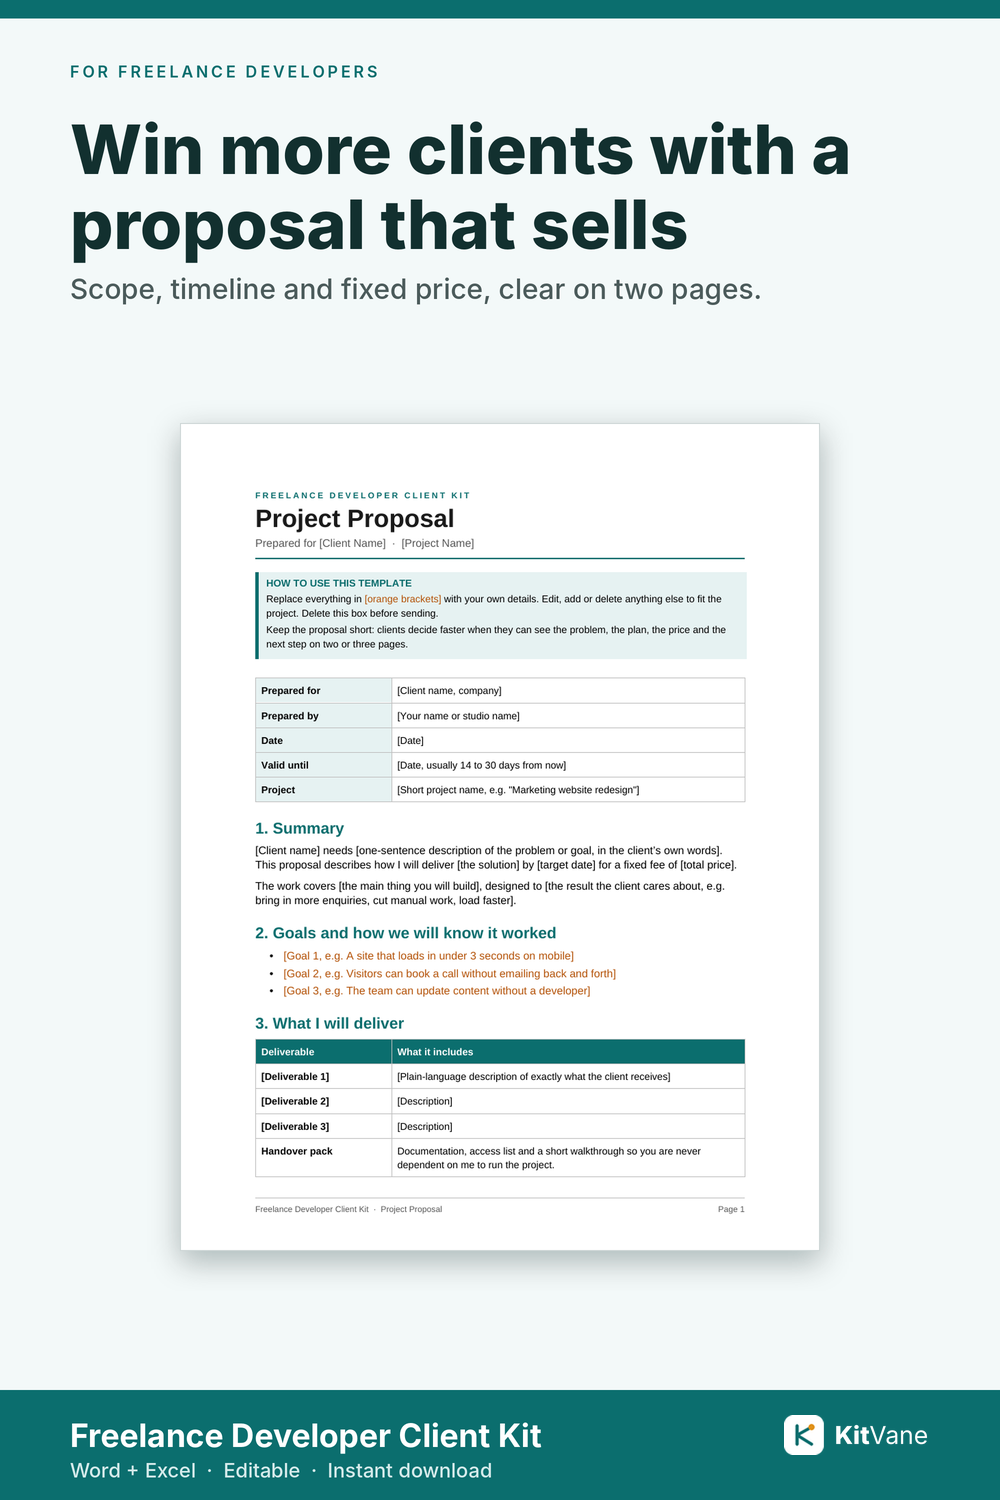 FOR FREELANCE DEVELOPERS
Win more clients with a
proposal that sells
Scope, timeline and fixed price, clear on two pages.
FREELANCE DEVELOPER CLIENT KIT
Project Proposal
Prepared for [Client Name] · [Project Name]
HOW TO USE THIS TEMPLATE
Replace everything in [orange brackets] with your own details. Edit, add or delete anything else to fit the
project. Delete this box before sending.
Keep the proposal short: clients decide faster when they can see the problem, the plan, the price and the
next step on two or three pages.
Prepared for [Client name, company]
Prepared by [Your name or studio name]
Date [Date]
Valid until [Date, usually 14 to 30 days from now]
Project [Short project name, e.g. "Marketing website redesign"]
1. Summary
[Client name] needs [one-sentence description of the problem or goal, in the client’s own words].
This proposal describes how I will deliver [the solution] by [target date] for a fixed fee of [total price].
The work covers [the main thing you will build], designed to [the result the client cares about, e.g.
bring in more enquiries, cut manual work, load faster].
2. Goals and how we will know it worked
• [Goal 1, e.g. A site that loads in under 3 seconds on mobile]
• [Goal 2, e.g. Visitors can book a call without emailing back and forth]
• [Goal 3, e.g. The team can update content without a developer]
3. What I will deliver
Deliverable What it includes
[Deliverable 1] [Plain-language description of exactly what the client receives]
[Deliverable 2] [Description]
[Deliverable 3] [Description]
Handover pack Documentation, access list and a short walkthrough so you are never
dependent on me to run the project.
Freelance Developer Client Kit · Project Proposal Page 1
Freelance Developer Client Kit
Word + Excel · Editable · Instant download
KitVane